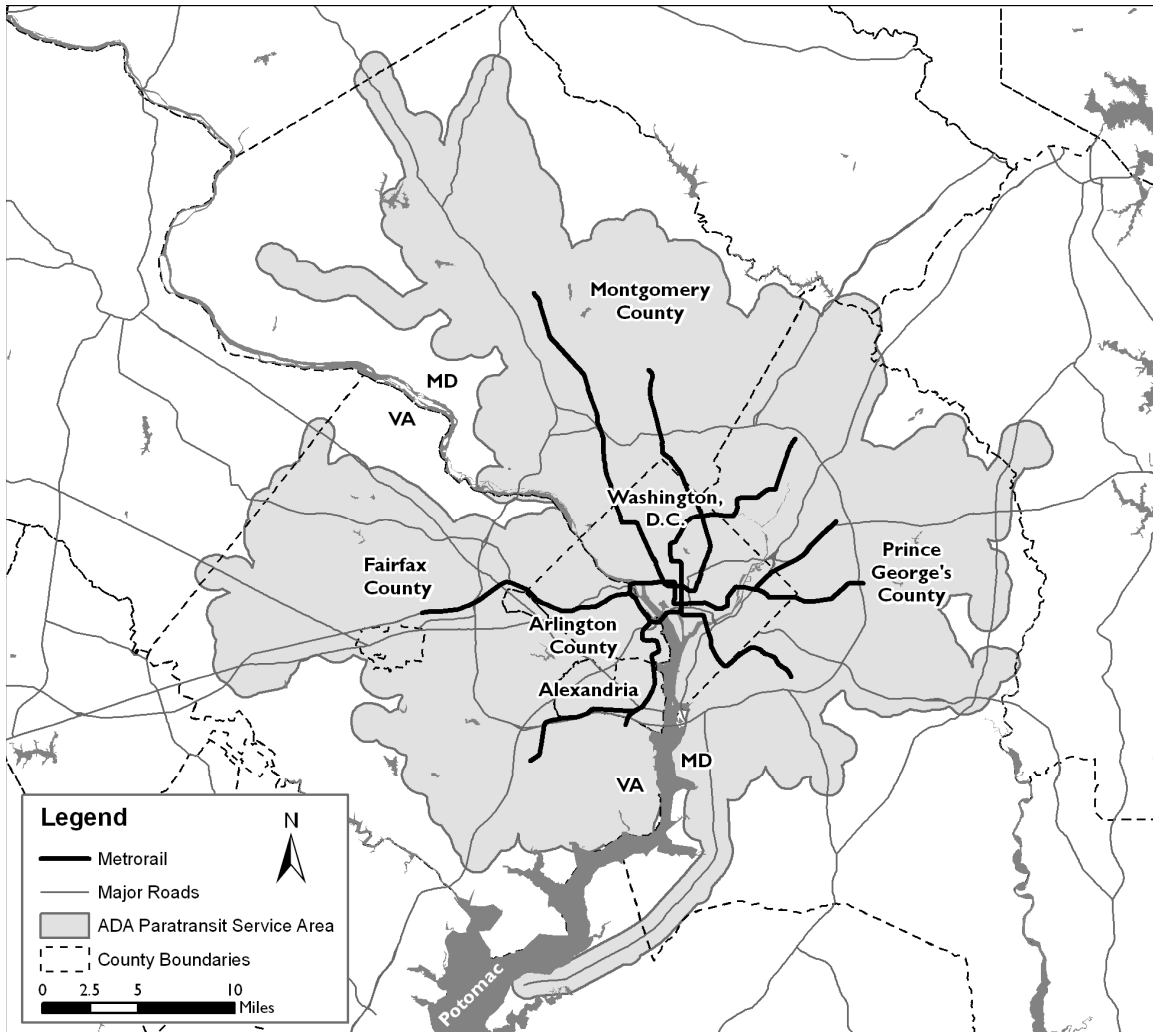 Montgomery
County
MD
VA
Washington,
D.C.
Fairfax
County
Prince
George's
County
Arlington
County
Alexandria
MD
VA
Legend
N
Metrorail
Major Roads
ADA Paratransit Service Area
County Boundaries
0 2.5 5 10
Miles
Potomac